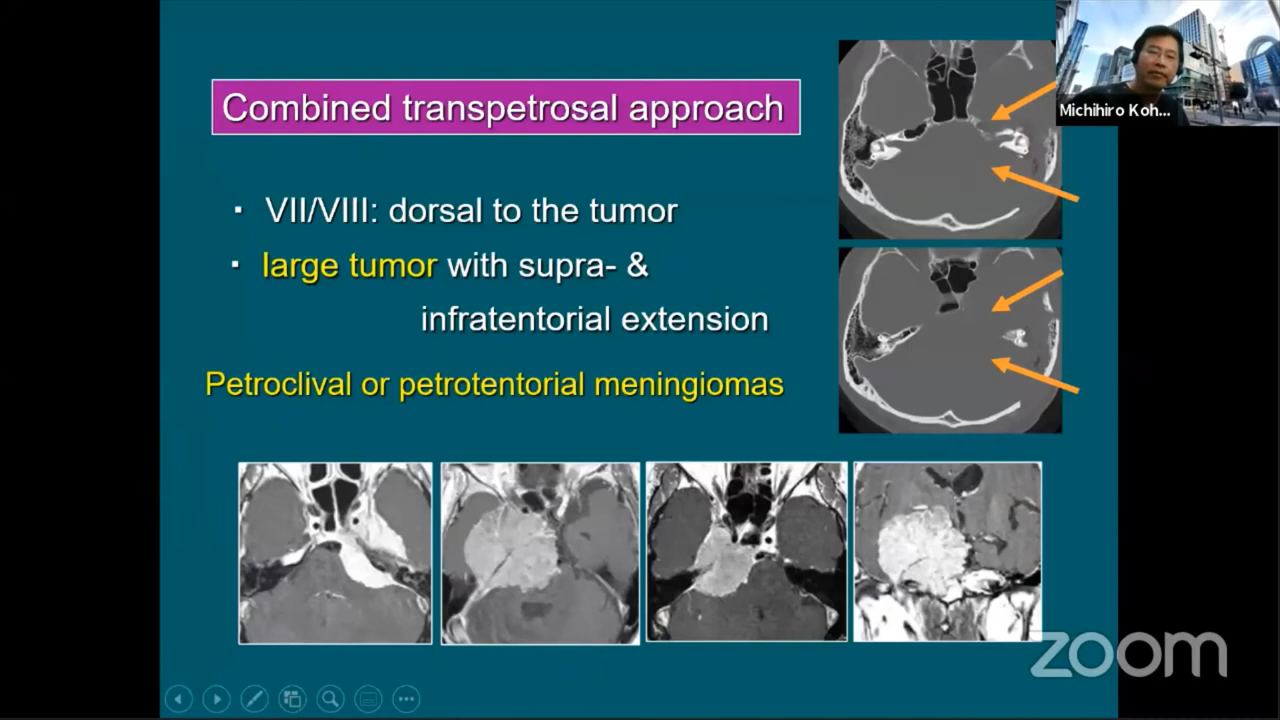 Combined transpetrosal approach
Michihiro Koh...
· VII/VIII: dorsal to the tumor
· large tumor with supra- &
infratentorial extension
Petroclival or petrotentorial meningiomas
zoom